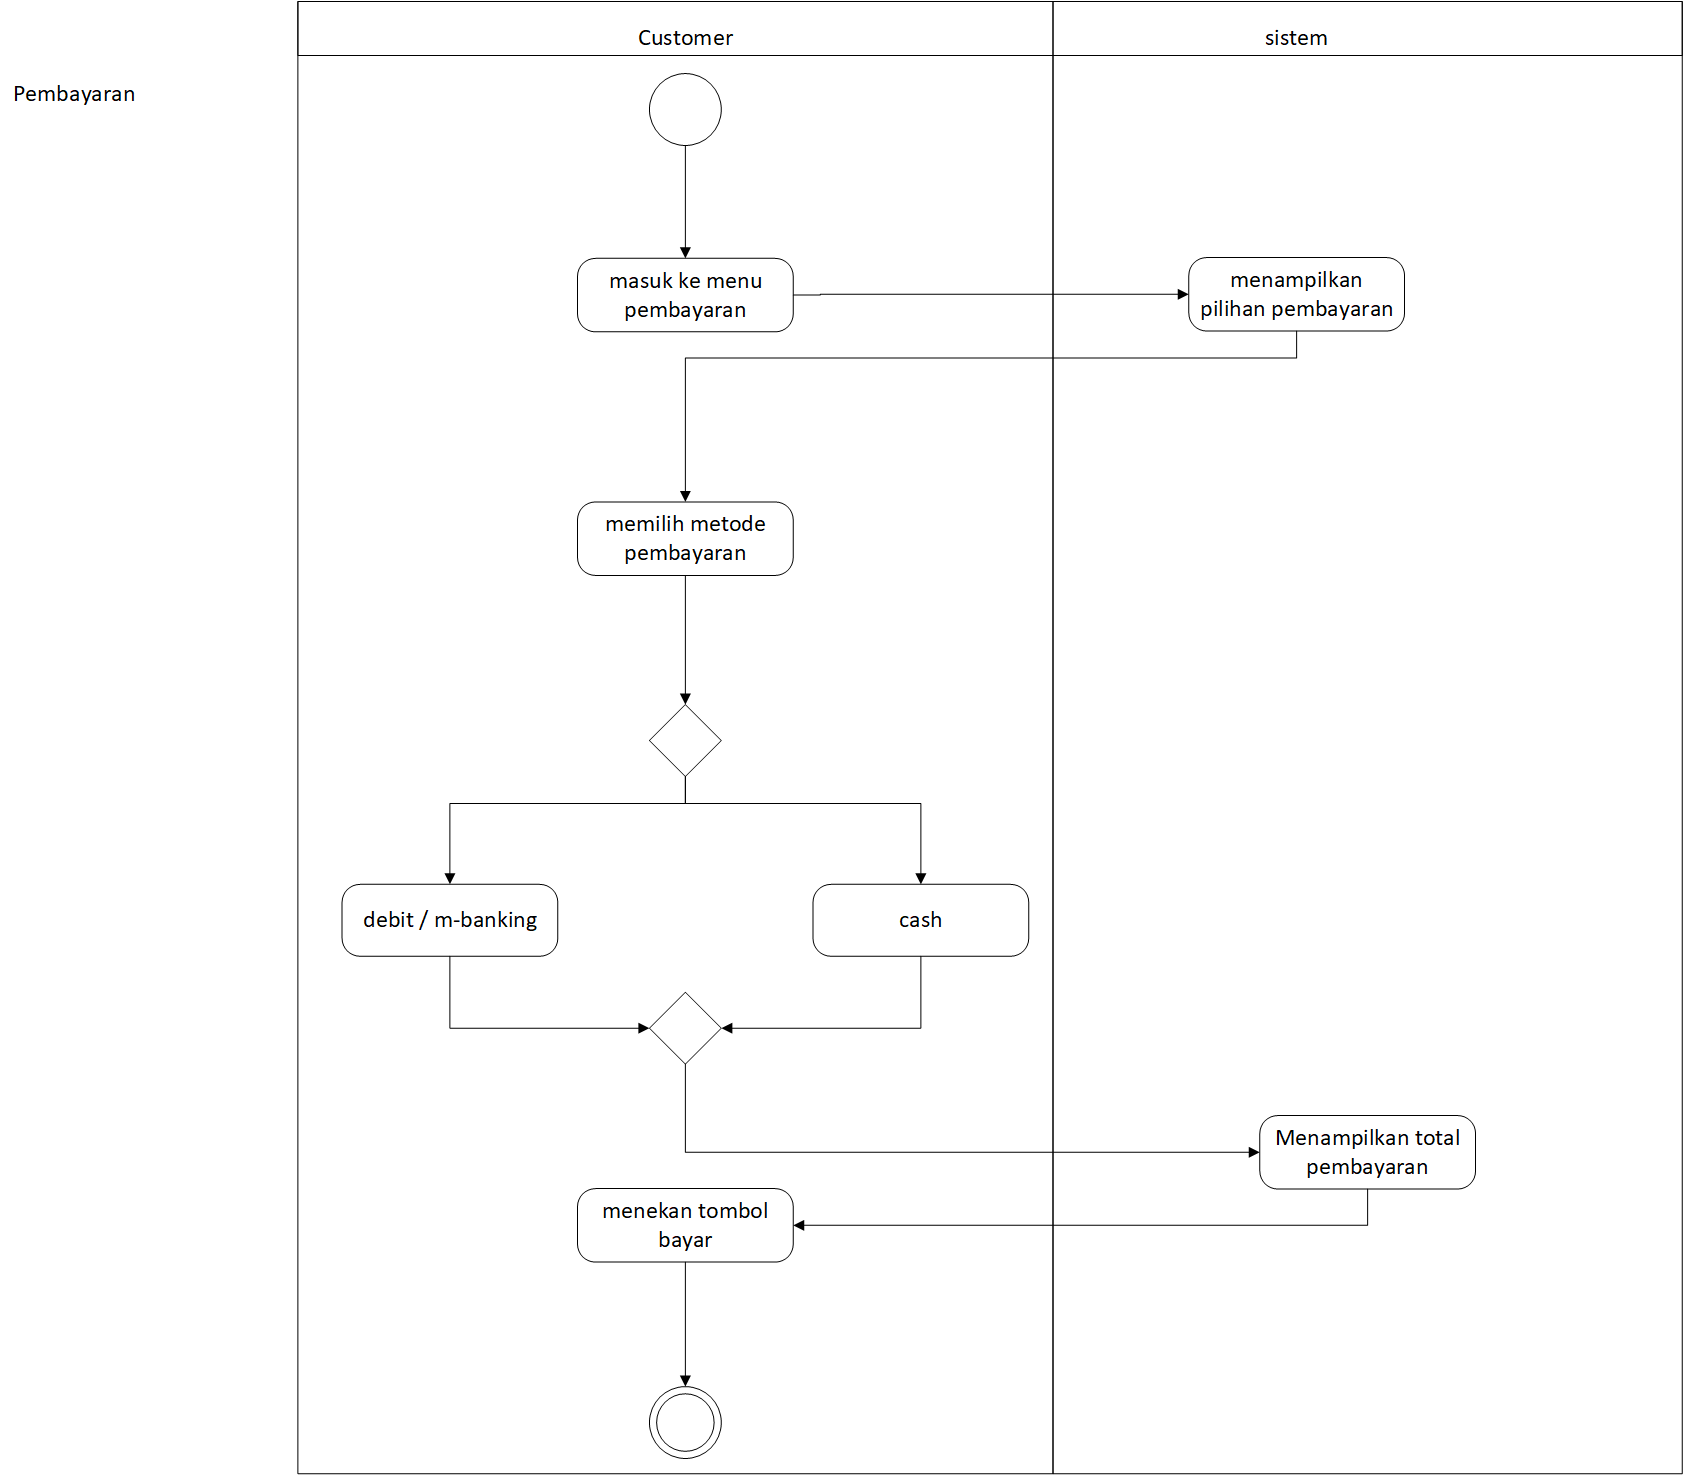 Customer
sistem
Pembayaran
masuk ke menu
pembayaran
menampilkan
pilihan pembayaran
memilih metode
pembayaran
debit / m-banking
cash
Menampilkan total
pembayaran
menekan tombol
bayar